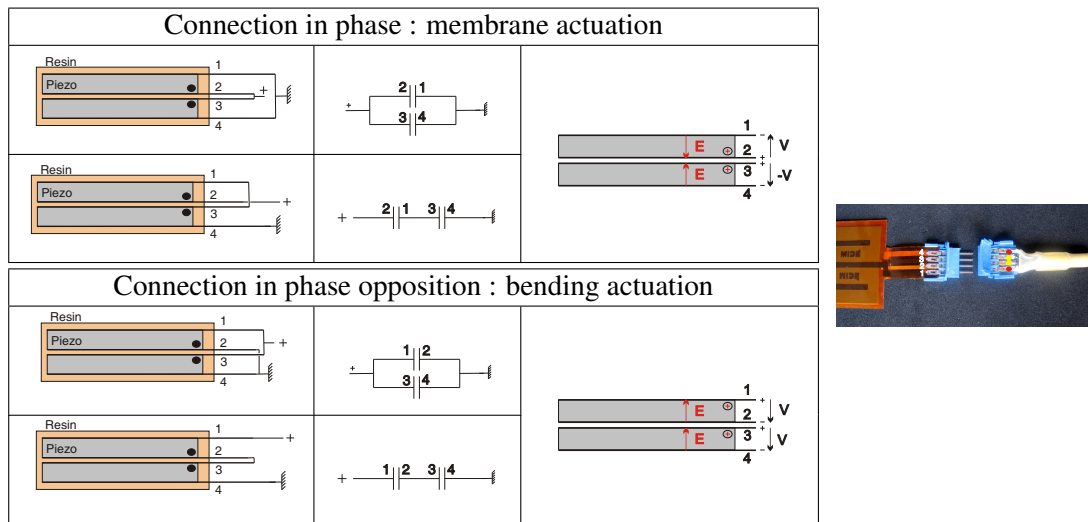 Connection in phase : membrane actuation
Resin
Piezo
1
2
3
4
+
2 1
3 4
+
Resin
Piezo
1
2
3
4
+
+ 2 1 3 4
E
E
1
2
3
4
+
+
V
-V
Connection in phase opposition : bending actuation
Resin
Piezo
1
2
3
4
+
1 2
3 4
+
Resin
Piezo
1
2
3
4
+
+ 1 2 3 4
E
E
1
2
3
4
+
+
V
V